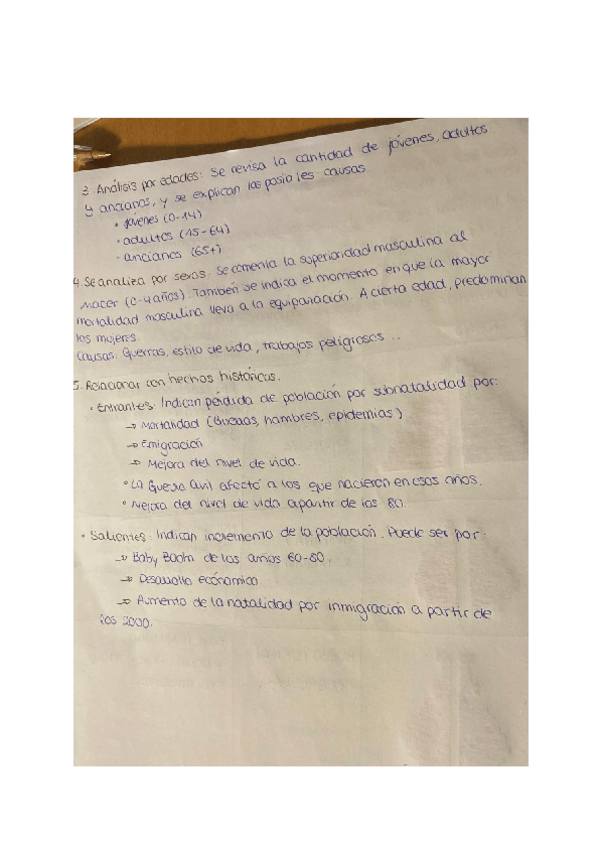 3. Análisis por edades: Se revisa la cantidad de jóvenes, adultos
y ancianos, y se explican las posibles causas
• jóvenes (0-14)
• adultos (15-64)
• ancianos (65+)
4. Se analiza por sexos: Se comenta la superioridad masculina al
nacer (0-4 años). También se indica el momento en que la mayor
mortalidad masculina lleva a la equiparación. A cierta edad, predominan
las mujeres.
Causas: Guerras, estilo de vida, trabajos peligrosos...
5. Relacionar con hechos históricos.
• Entrantes: Indican pérdida de población por subnatalidad por:
→ Mortalidad (Guerras, hambres, epidemias)
→ Emigración
→ Mejora del nivel de vida.
• La Guerra Civil afectó a los que nacieron en esos años.
• Mejora del nivel de vida a partir de los 80.
• Salientes: Indican incremento de la población. Puede ser por:
→ Baby Boom de los años 60-80.
→ Desarrollo económico
→ Aumento de la natalidad por inmigración a partir de
los 2000.